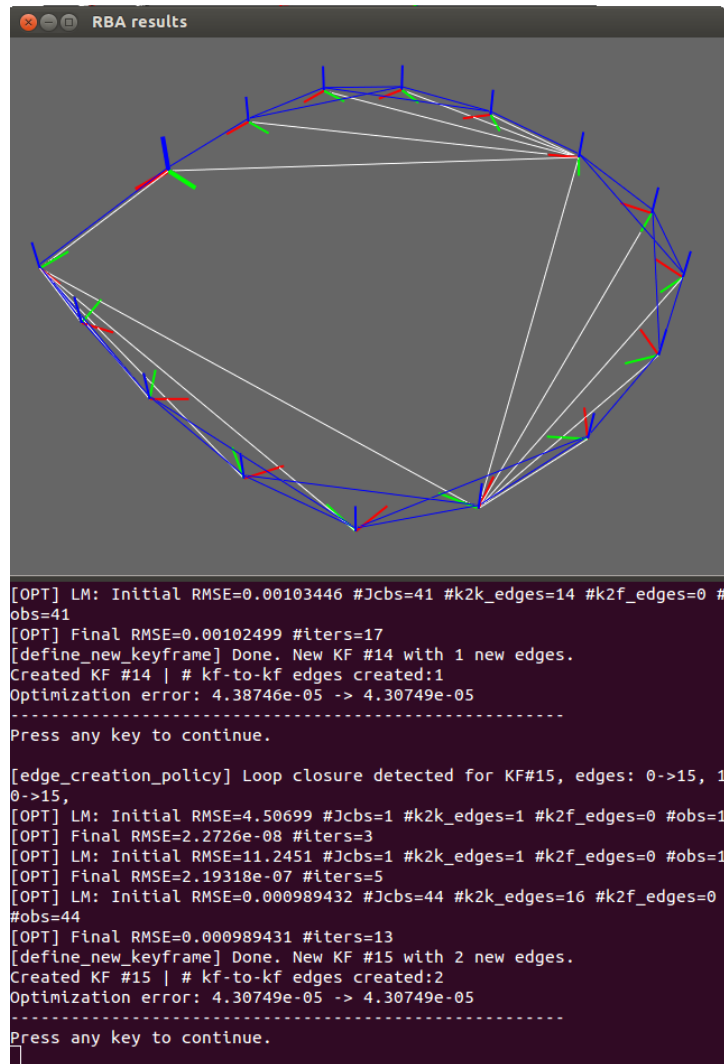 RBA results
[OPT] LM: Initial RMSE=0.00103446 #Jcbs=41 #k2k_edges=14 #k2f_edges=0 #
obs=41
[OPT] Final RMSE=0.00102499 #iters=17
[define_new_keyframe] Done. New KF #14 with 1 new edges.
Created KF #14 | # kf-to-kf edges created:1
Optimization error: 4.38746e-05 -> 4.30749e-05
------------------------------------------------------
Press any key to continue.
[edge_creation_policy] Loop closure detected for KF#15, edges: 0->15, 1
0->15,
[OPT] LM: Initial RMSE=4.50699 #Jcbs=1 #k2k_edges=1 #k2f_edges=0 #obs=1
[OPT] Final RMSE=2.2726e-08 #iters=3
[OPT] LM: Initial RMSE=11.2451 #Jcbs=1 #k2k_edges=1 #k2f_edges=0 #obs=1
[OPT] Final RMSE=2.19318e-07 #iters=5
[OPT] LM: Initial RMSE=0.000989432 #Jcbs=44 #k2k_edges=16 #k2f_edges=0
#obs=44
[OPT] Final RMSE=0.000989431 #iters=13
[define_new_keyframe] Done. New KF #15 with 2 new edges.
Created KF #15 | # kf-to-kf edges created:2
Optimization error: 4.30749e-05 -> 4.30749e-05
------------------------------------------------------
Press any key to continue.